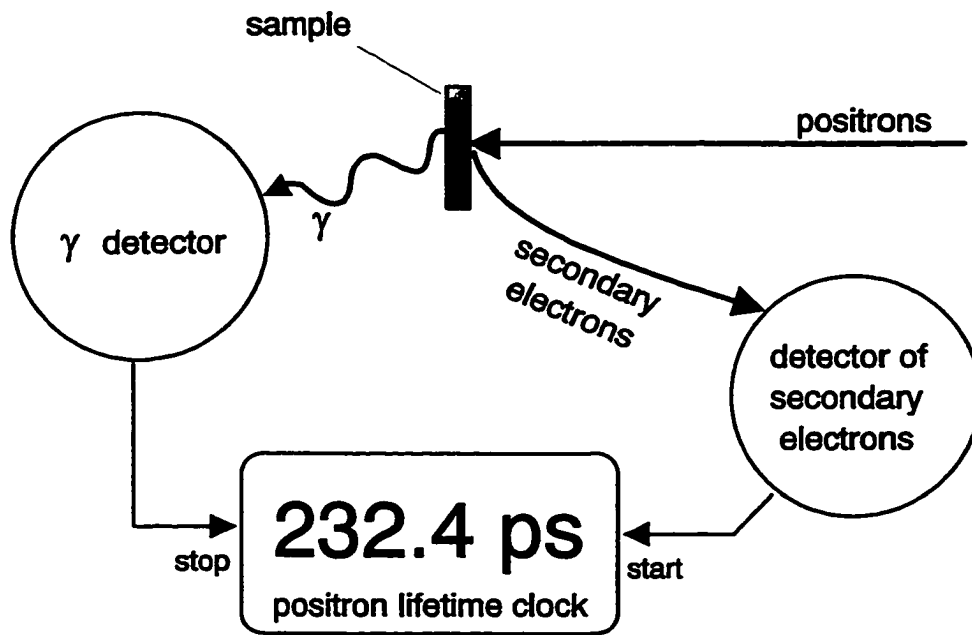 sample
positrons
γ
γ detector
secondary
electrons
detector of
secondary
electrons
232.4 ps
stop
start
positron lifetime clock